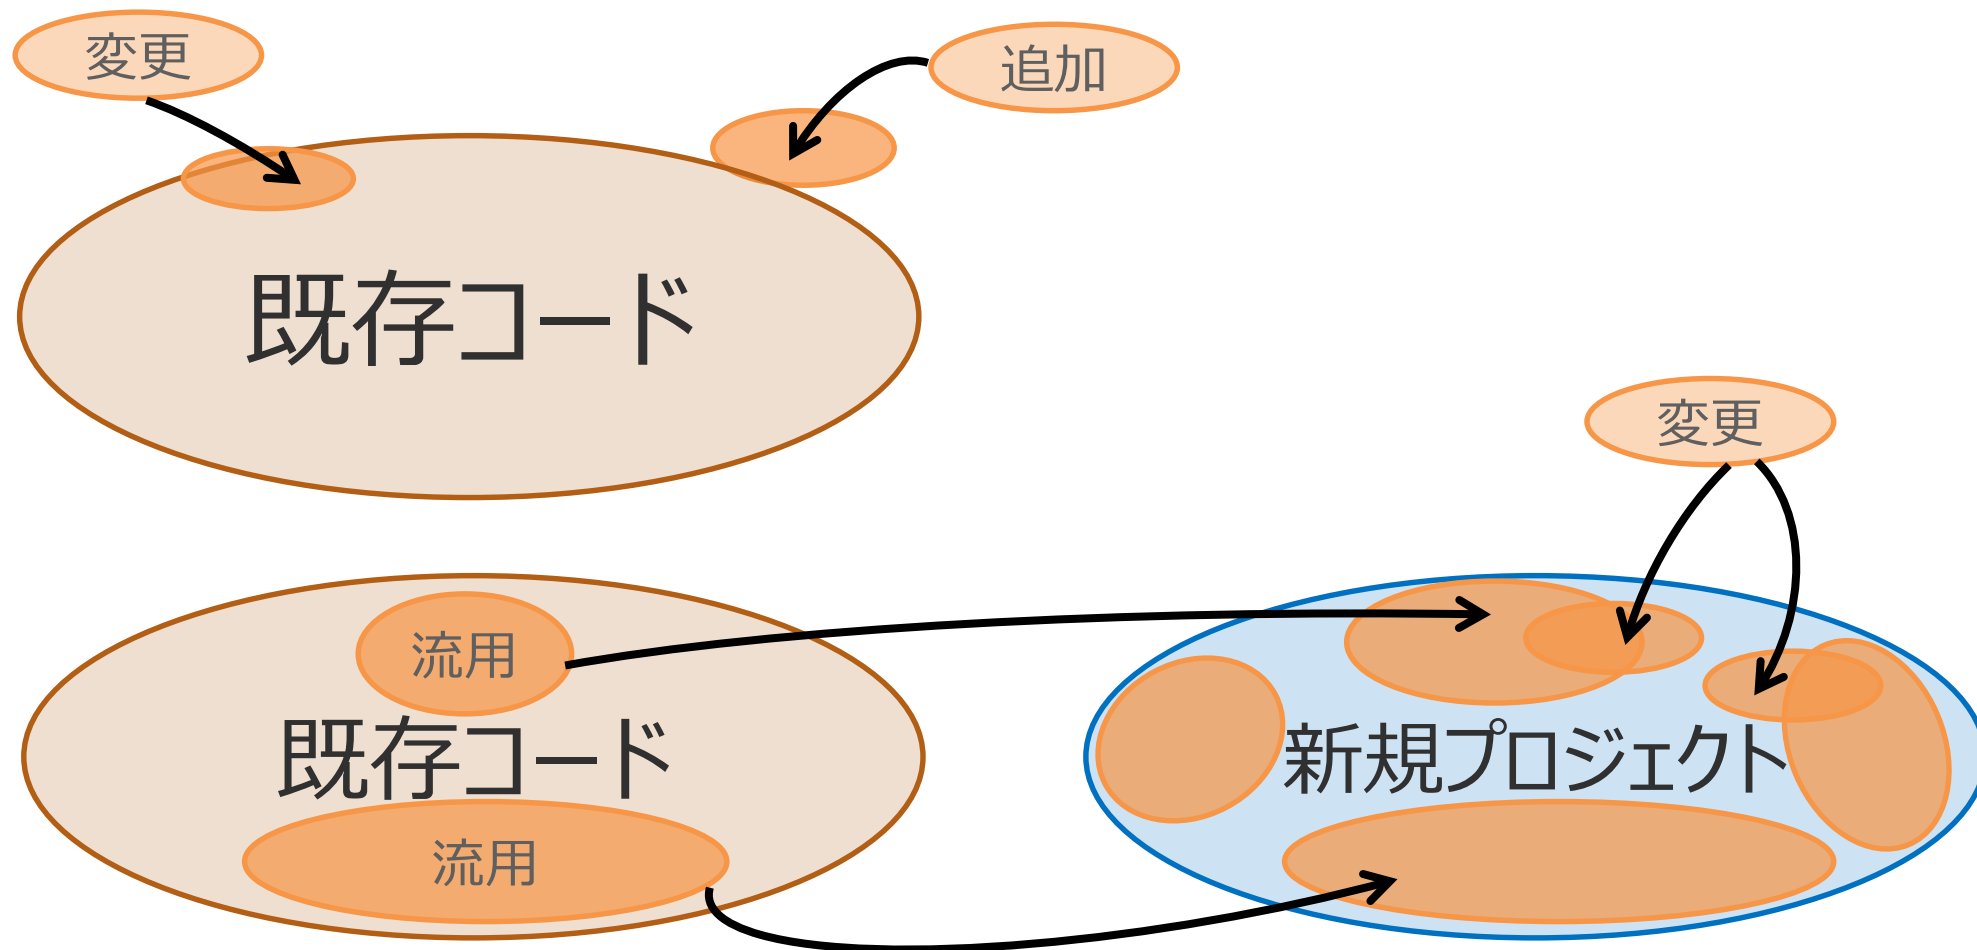 変更
追加
既存コード
変更
流用
既存コード
新規プロジェクト
流用